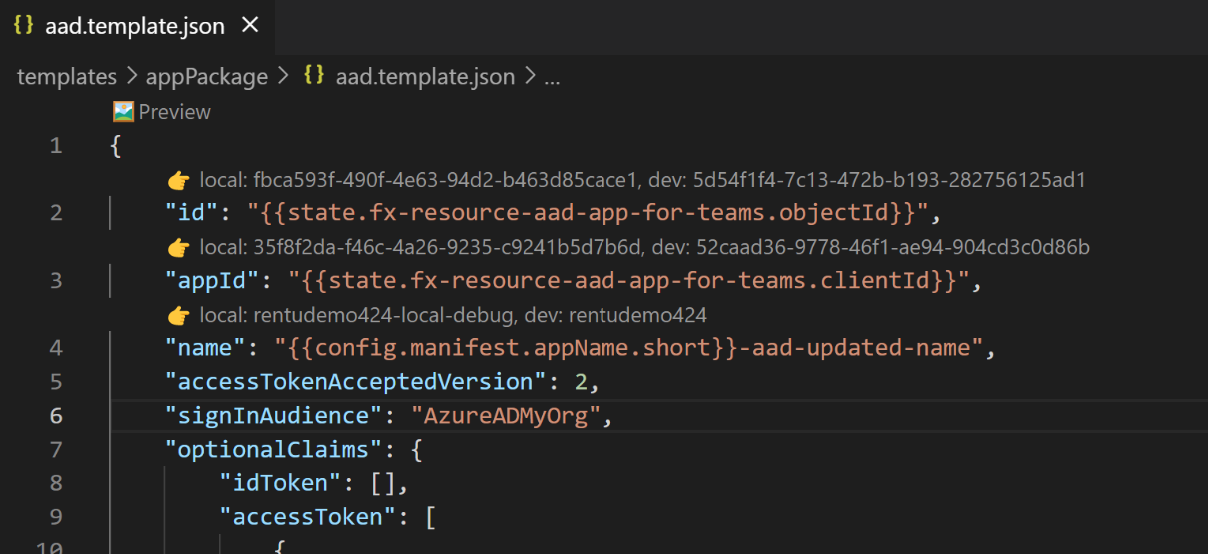 {} aad.template.json ×
templates > appPackage > {} aad.template.json > ...
Preview
1 {
👉 local: fbca593f-490f-4e63-94d2-b463d85cace1, dev: 5d54f1f4-7c13-472b-b193-282756125ad1
2 "id": "{{state.fx-resource-aad-app-for-teams.objectId}}",
👉 local: 35f8f2da-f46c-4a26-9235-c9241b5d7b6d, dev: 52caad36-9778-46f1-ae94-904cd3c0d86b
3 "appId": "{{state.fx-resource-aad-app-for-teams.clientId}}",
👉 local: rentudemo424-local-debug, dev: rentudemo424
4 "name": "{{config.manifest.appName.short}}-aad-updated-name",
5 "accessTokenAcceptedVersion": 2,
6 "signInAudience": "AzureADMyOrg",
7 "optionalClaims": {
8 "idToken": [],
9 "accessToken": [
10 {